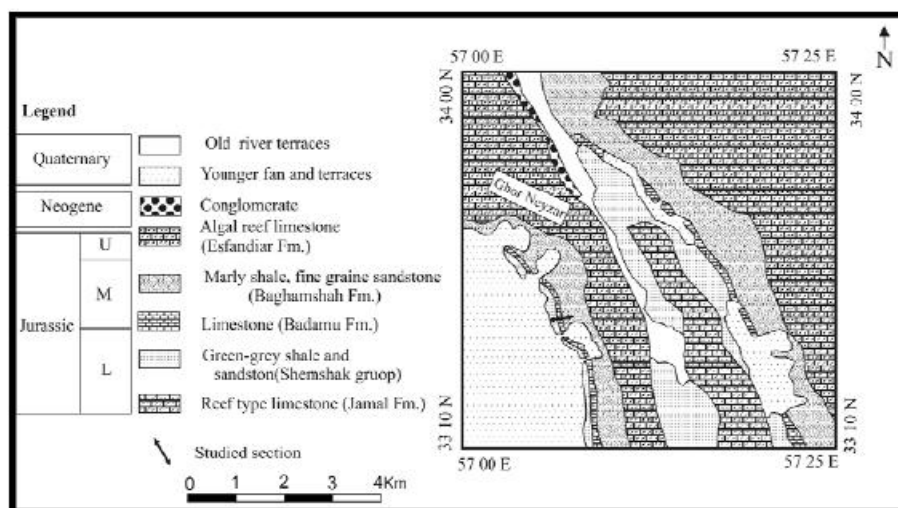 57 00 E
57 25 E
N
34 00 N
34 00 N
Legend
Quaternary
Old river terraces
Younger fan and terraces
Neogene
Conglomerate
Jurassic
U
Algal reef limestone
(Esfandiar Fm.)
M
Marly shale, fine graine sandstone
(Baghamshah Fm.)
Limestone (Badamu Fm.)
L
Green-grey shale and
sandston(Shemshak gruop)
Reef type limestone (Jamal Fm.)
Studied section
0 1 2 3 4Km
Ghor Neyzar
33 10 N
33 10 N
57 00 E
57 25 E